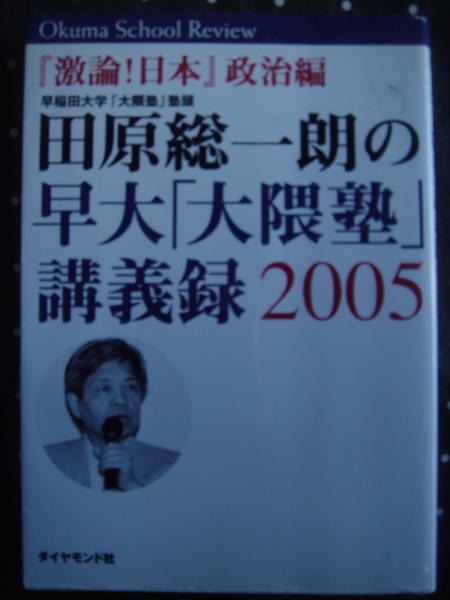 Okuma School Review
『激論!日本』政治編
早稲田大学「大隈塾」塾頭
田原総一朗の
早大「大隈塾」
講義録 2005
ダイヤモンド社